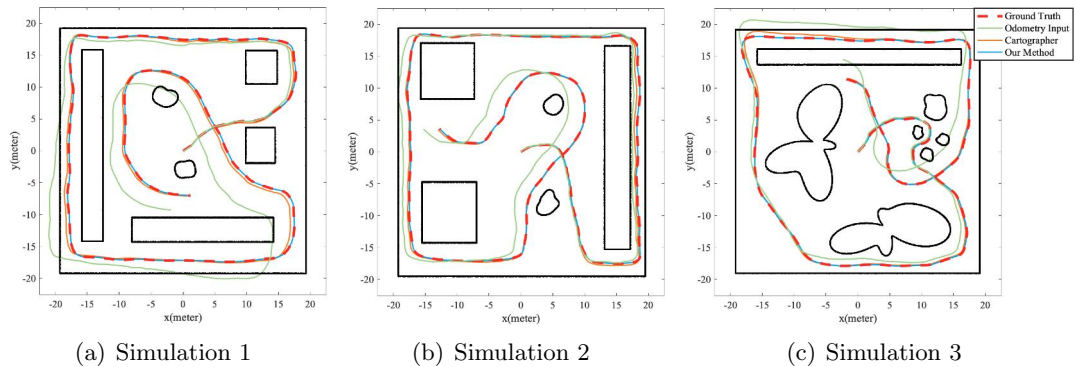 20
15
10
5
0
-5
-10
-15
-20
y(meter)
-20 -15 -10 -5 0 5 10 15 20
x(meter)
(a) Simulation 1
20
15
10
5
0
-5
-10
-15
-20
y(meter)
-20 -15 -10 -5 0 5 10 15 20
x(meter)
(b) Simulation 2
Ground Truth
Odometry Input
Cartographer
Our Method
20
15
10
5
0
-5
-10
-15
-20
y(meter)
-20 -15 -10 -5 0 5 10 15 20
x(meter)
(c) Simulation 3